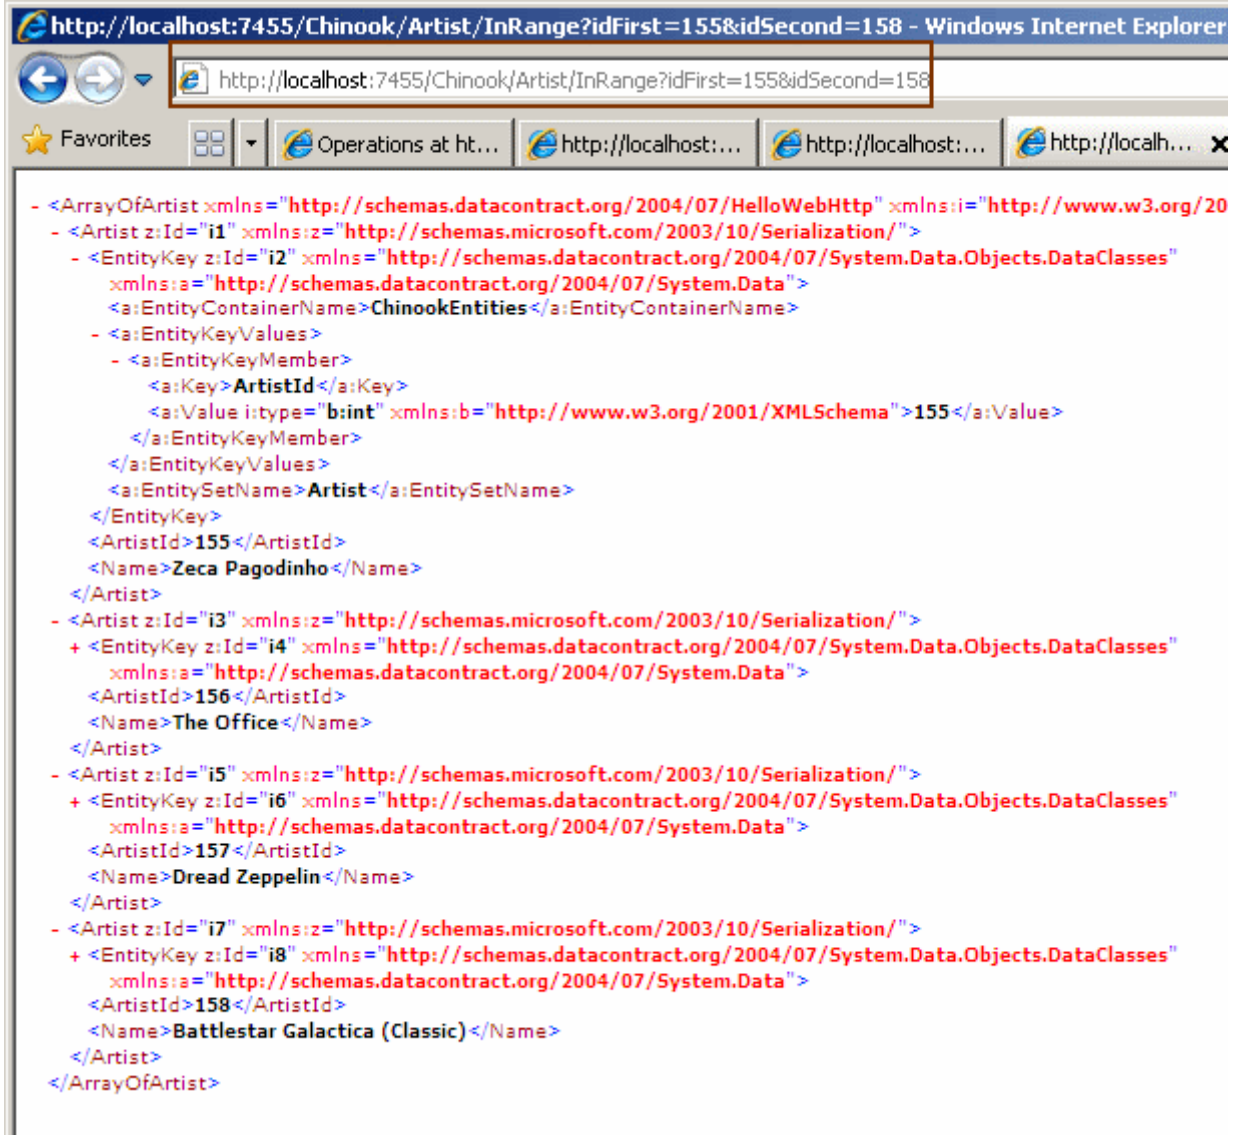 http://localhost:7455/Chinook/Artist/InRange?idFirst=155&idSecond=158 - Windows Internet Explorer
http://localhost:7455/Chinook/Artist/InRange?idFirst=155&idSecond=158
Favorites Operations at ht... http://localhost:... http://localhost:... http://localh...
- <ArrayOfArtist xmlns="http://schemas.datacontract.org/2004/07/HelloWebHttp" xmlns:i="http://www.w3.org/20
- <Artist z:Id="i1" xmlns:z="http://schemas.microsoft.com/2003/10/Serialization/">
- <EntityKey z:Id="i2" xmlns="http://schemas.datacontract.org/2004/07/System.Data.Objects.DataClasses"
xmlns:a="http://schemas.datacontract.org/2004/07/System.Data">
<a:EntityContainerName>ChinookEntities</a:EntityContainerName>
- <a:EntityKeyValues>
- <a:EntityKeyMember>
<a:Key>ArtistId</a:Key>
<a:Value i:type="b:int" xmlns:b="http://www.w3.org/2001/XMLSchema">155</a:Value>
</a:EntityKeyMember>
</a:EntityKeyValues>
<a:EntitySetName>Artist</a:EntitySetName>
</EntityKey>
<ArtistId>155</ArtistId>
<Name>Zeca Pagodinho</Name>
</Artist>
- <Artist z:Id="i3" xmlns:z="http://schemas.microsoft.com/2003/10/Serialization/">
+ <EntityKey z:Id="i4" xmlns="http://schemas.datacontract.org/2004/07/System.Data.Objects.DataClasses"
xmlns:a="http://schemas.datacontract.org/2004/07/System.Data">
<ArtistId>156</ArtistId>
<Name>The Office</Name>
</Artist>
- <Artist z:Id="i5" xmlns:z="http://schemas.microsoft.com/2003/10/Serialization/">
+ <EntityKey z:Id="i6" xmlns="http://schemas.datacontract.org/2004/07/System.Data.Objects.DataClasses"
xmlns:a="http://schemas.datacontract.org/2004/07/System.Data">
<ArtistId>157</ArtistId>
<Name>Dread Zeppelin</Name>
</Artist>
- <Artist z:Id="i7" xmlns:z="http://schemas.microsoft.com/2003/10/Serialization/">
+ <EntityKey z:Id="i8" xmlns="http://schemas.datacontract.org/2004/07/System.Data.Objects.DataClasses"
xmlns:a="http://schemas.datacontract.org/2004/07/System.Data">
<ArtistId>158</ArtistId>
<Name>Battlestar Galactica (Classic)</Name>
</Artist>
</ArrayOfArtist>